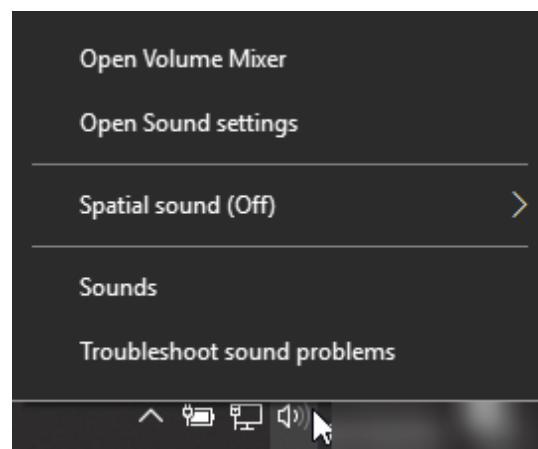 Open Volume Mixer
Open Sound settings
Spatial sound (Off)
Sounds
Troubleshoot sound problems